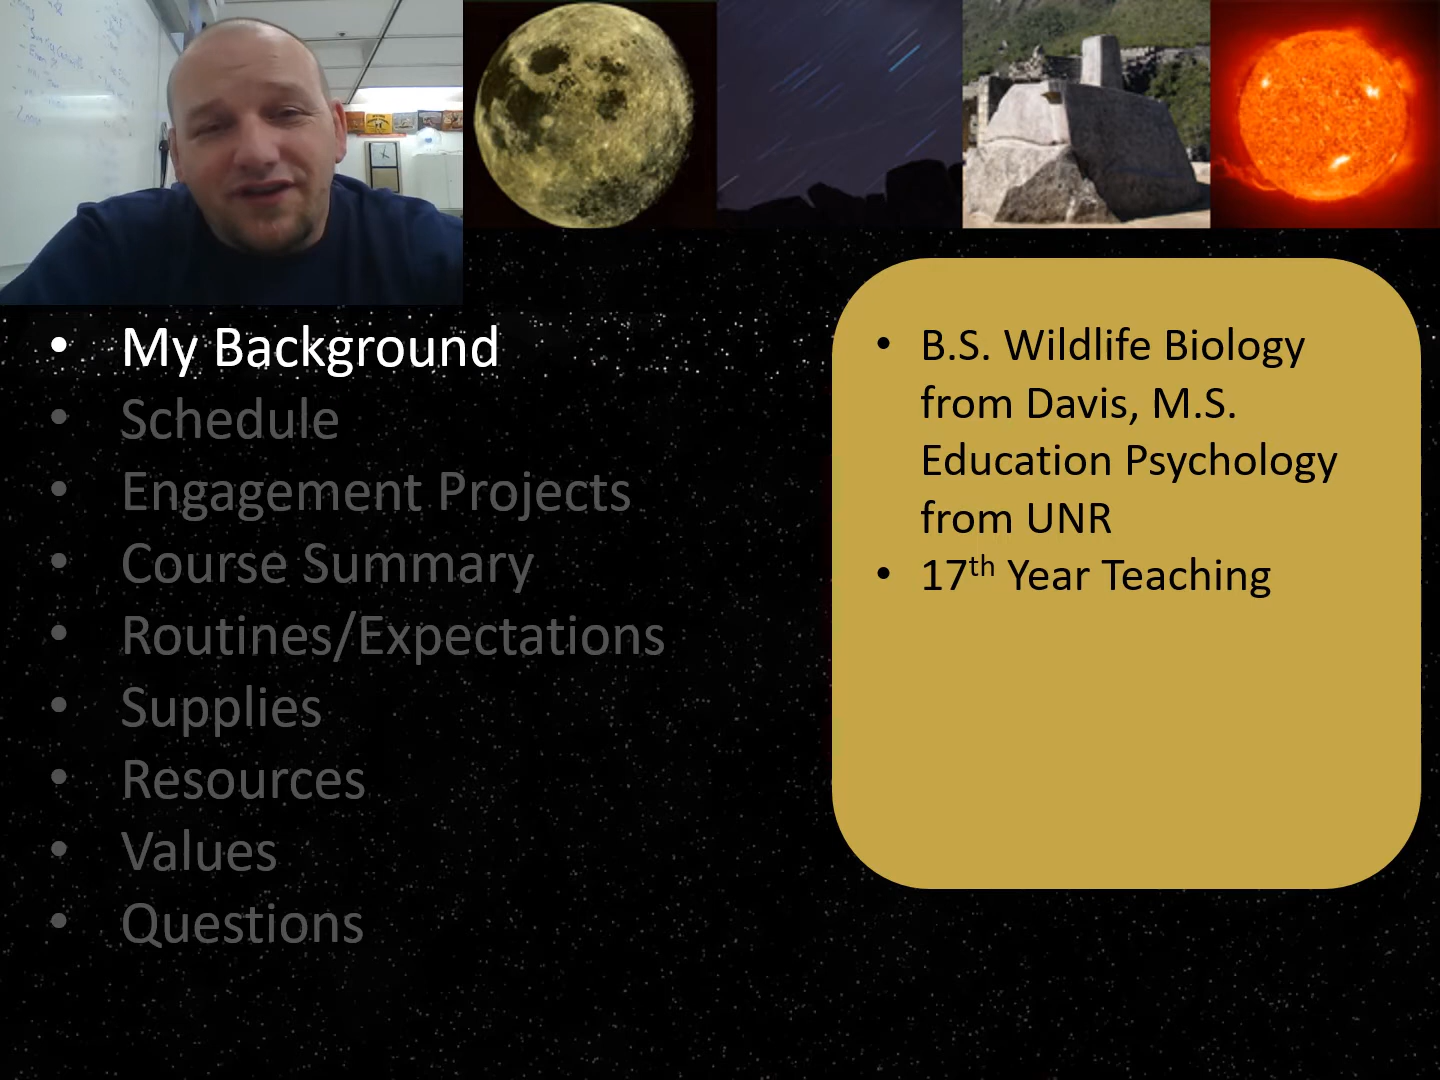 • My Background
• Schedule
• Engagement Projects
• Course Summary
• Routines/Expectations
• Supplies
• Resources
• Values
• Questions
• B.S. Wildlife Biology
from Davis, M.S.
Education Psychology
from UNR
• 17th Year Teaching